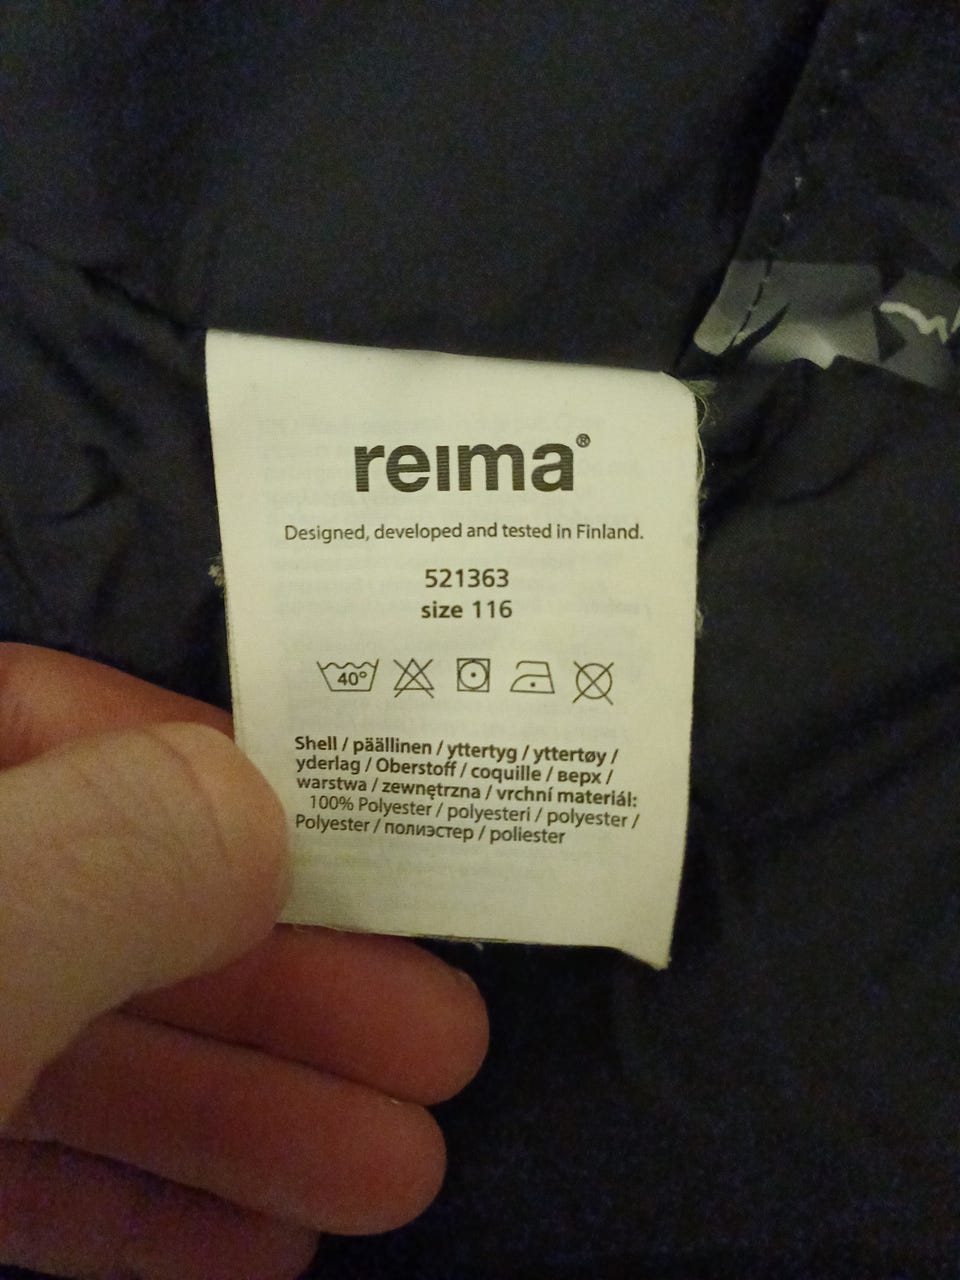 reima®
Designed, developed and tested in Finland.
521363
size 116
40°
Shell / päällinen / yttertyg / yttertøy /
yderlag / Oberstoff / coquille / верх /
warstwa / zewnętrzna / vrchní materiál:
100% Polyester / polyesteri / polyester /
Polyester / полиэстер / poliester